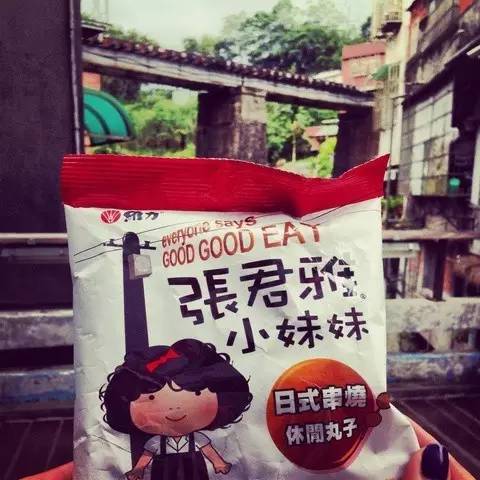 維力
everyone says
GOOD GOOD EAT
張君雅®
小妹妹
日式串燒
休閒丸子